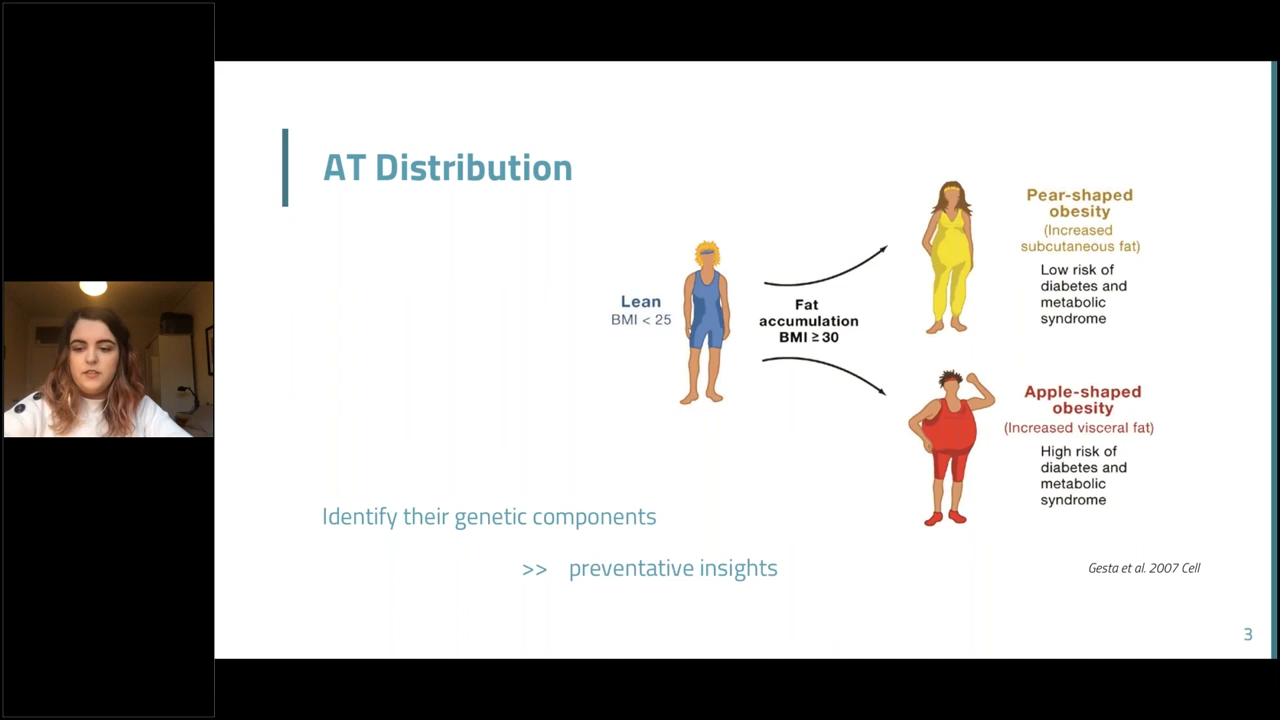 AT Distribution
Lean
BMI < 25
Fat
accumulation
BMI ≥ 30
Pear-shaped
obesity
(Increased
subcutaneous fat)
Low risk of
diabetes and
metabolic
syndrome
Apple-shaped
obesity
(Increased visceral fat)
High risk of
diabetes and
metabolic
syndrome
Identify their genetic components
>> preventative insights
Gesta et al. 2007 Cell
3